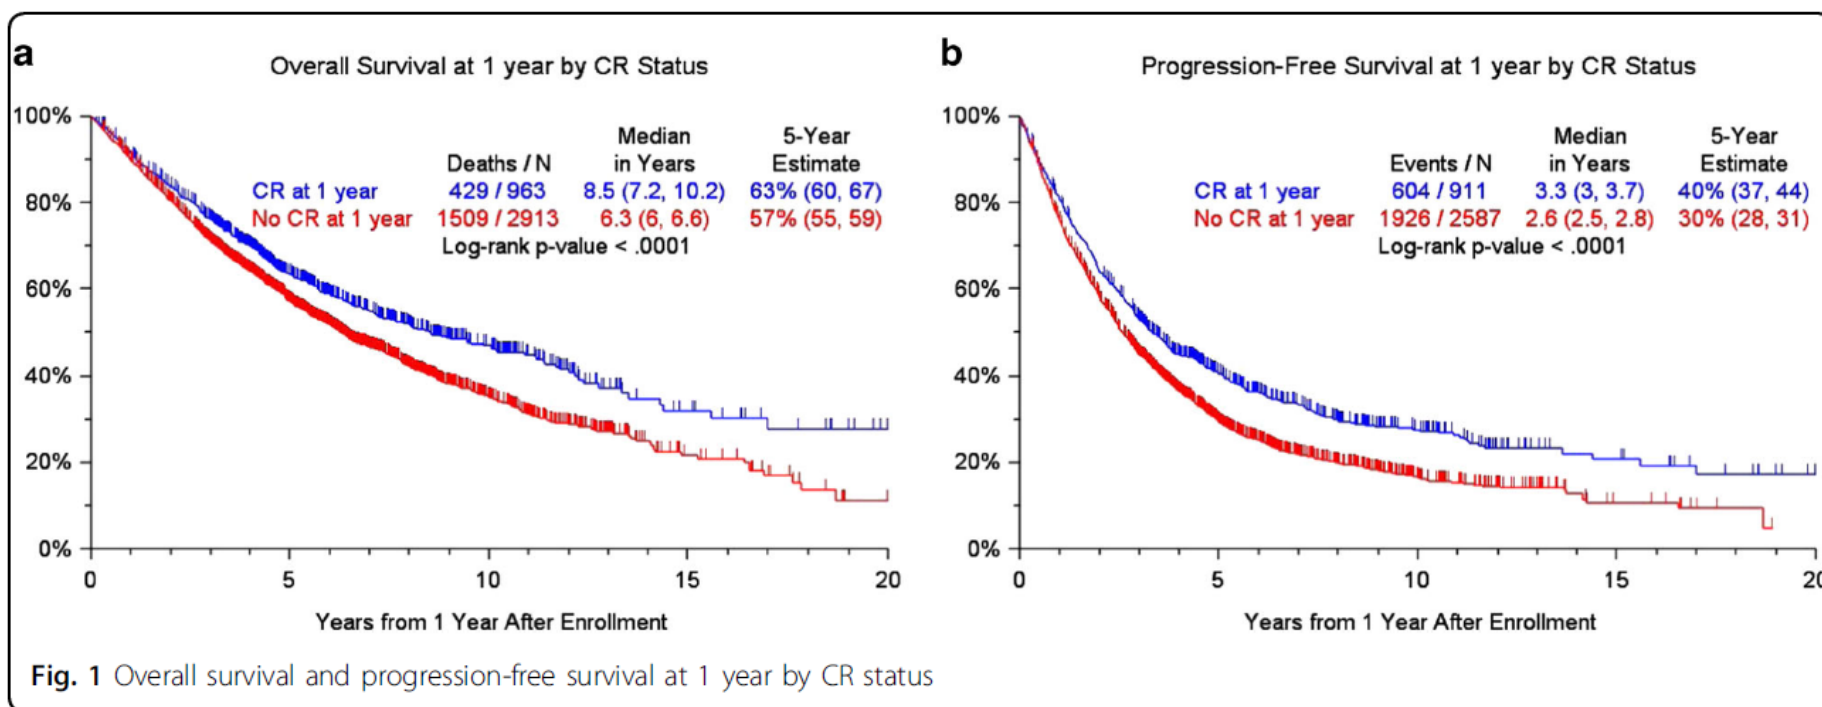 a
Overall Survival at 1 year by CR Status
100%
80%
60%
40%
20%
0%
Median 5-Year
Deaths / N in Years Estimate
CR at 1 year 429 / 963 8.5 (7.2, 10.2) 63% (60, 67)
No CR at 1 year 1509 / 2913 6.3 (6, 6.6) 57% (55, 59)
Log-rank p-value < .0001
0 5 10 15 20
Years from 1 Year After Enrollment
b
Progression-Free Survival at 1 year by CR Status
100%
80%
60%
40%
20%
0%
Median 5-Year
Events / N in Years Estimate
CR at 1 year 604 / 911 3.3 (3, 3.7) 40% (37, 44)
No CR at 1 year 1926 / 2587 2.6 (2.5, 2.8) 30% (28, 31)
Log-rank p-value < .0001
0 5 10 15 20
Years from 1 Year After Enrollment
Fig. 1 Overall survival and progression-free survival at 1 year by CR status